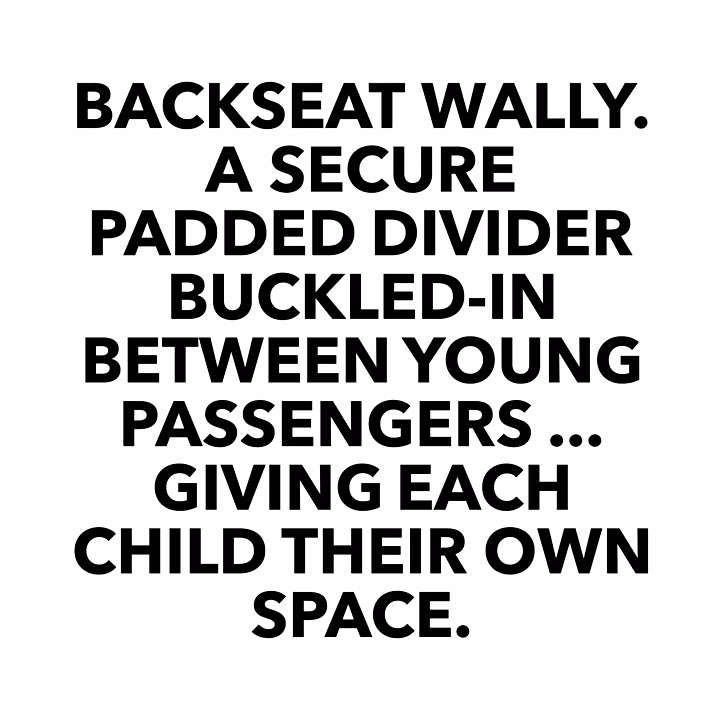 BACKSEAT WALLY.
A SECURE
PADDED DIVIDER
BUCKLED-IN
BETWEEN YOUNG
PASSENGERS ...
GIVING EACH
CHILD THEIR OWN
SPACE.